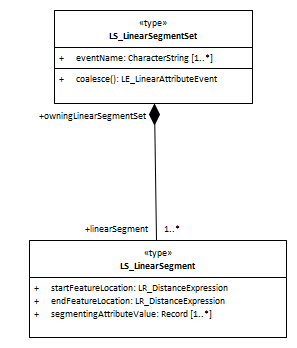 «type»
LS_LinearSegmentSet
+ eventName: CharacterString [1..*]
+ coalesce(): LE_LinearAttributeEvent
+owningLinearSegmentSet
+linearSegment 1..*
«type»
LS_LinearSegment
+ startFeatureLocation: LR_DistanceExpression
+ endFeatureLocation: LR_DistanceExpression
+ segmentingAttributeValue: Record [1..*]